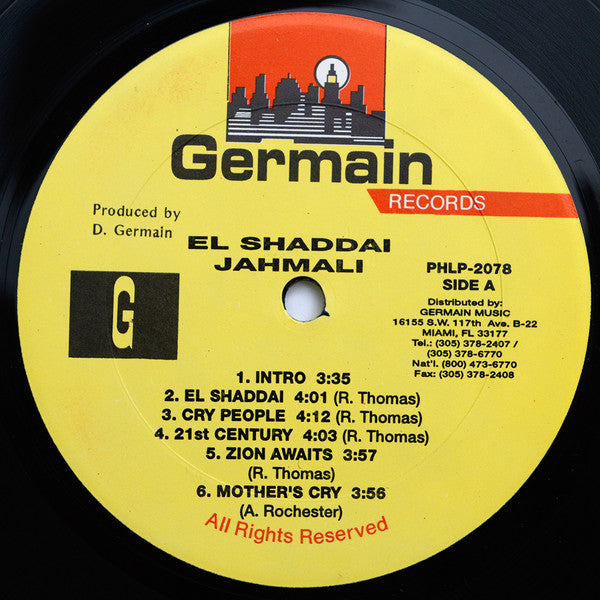 Germain
RECORDS
Produced by
D. Germain
EL SHADDAI
JAHMALI
G
PHLP-2078
SIDE A
Distributed by:
GERMAIN MUSIC
16155 S.W. 117th Ave. B-22
MIAMI, FL 33177
Tel.: (305) 378-2407 /
(305) 378-6770
Nat'l. (800) 473-6770
Fax: (305) 378-2408
1. INTRO 3:35
2. EL SHADDAI 4:01 (R. Thomas)
3. CRY PEOPLE 4:12 (R. Thomas)
4. 21st CENTURY 4:03 (R. Thomas)
5. ZION AWAITS 3:57
(R. Thomas)
6. MOTHER'S CRY 3:56
(A. Rochester)
All Rights Reserved